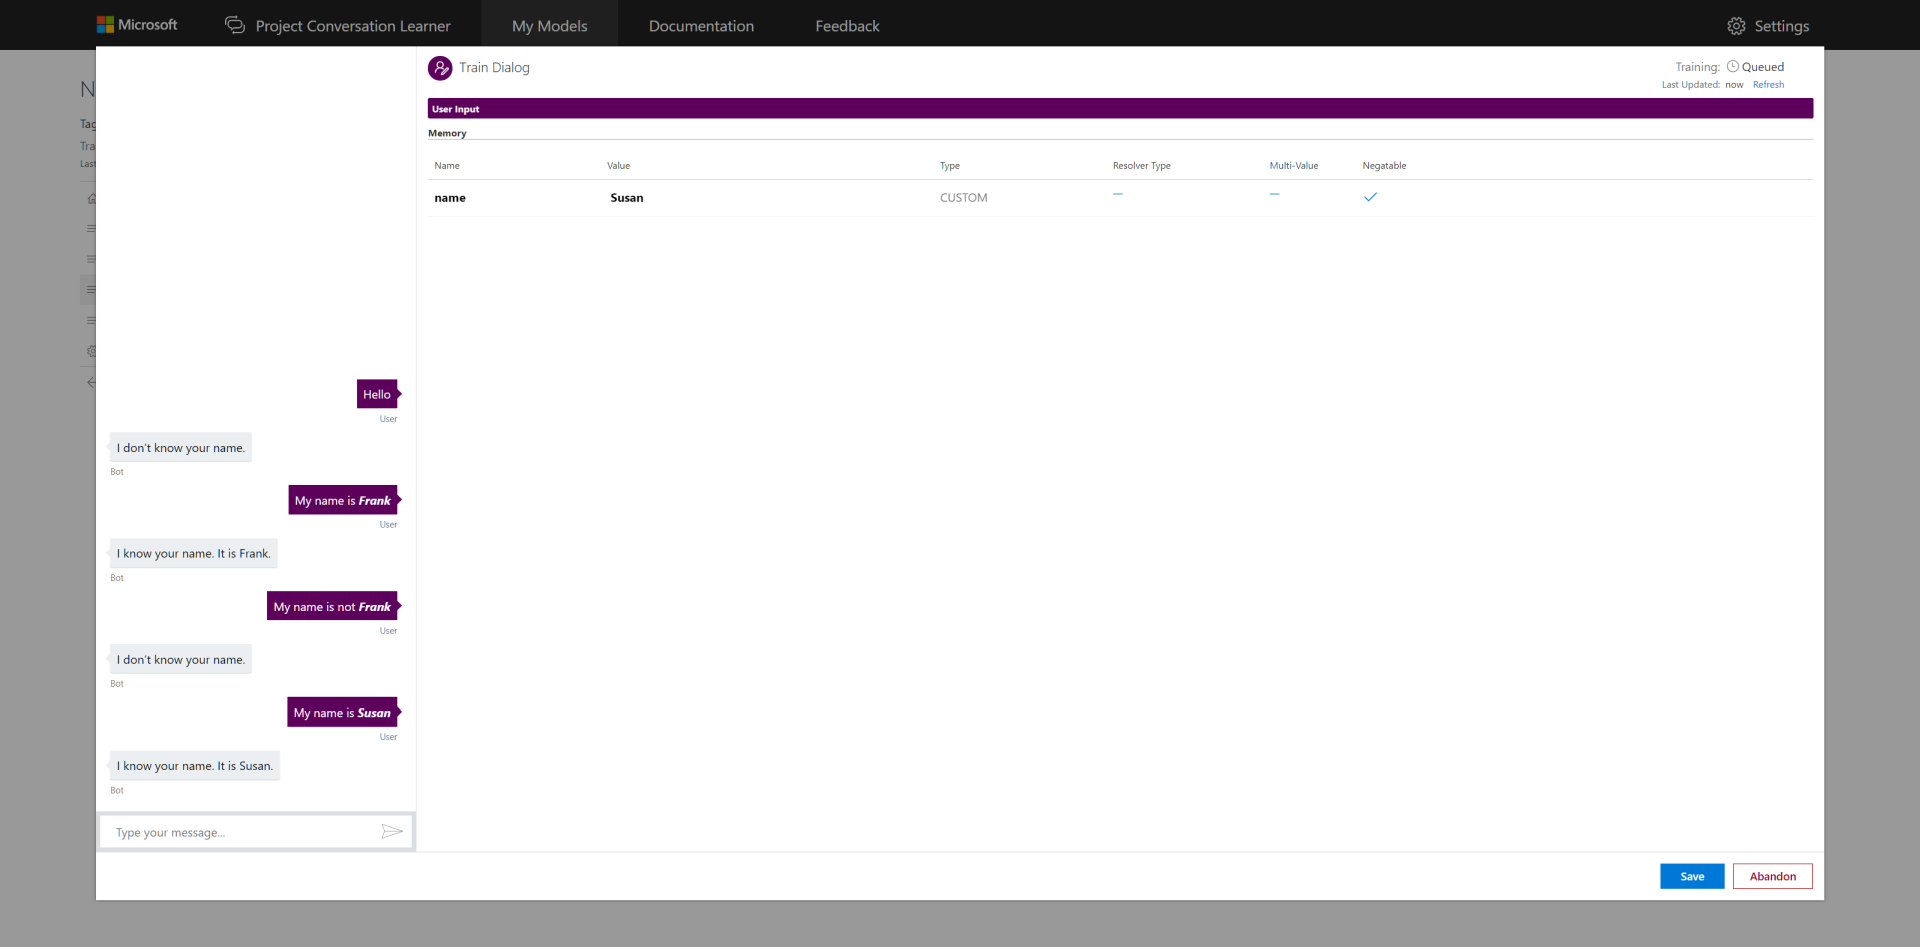 Microsoft
Project Conversation Learner
My Models
Documentation
Feedback
Settings
N
Tag
Tra
Last
Train Dialog
Training: Queued
Last Updated: now Refresh
User Input
Memory
Name Value Type Resolver Type Multi-Value Negatable
name Susan CUSTOM
Hello
User
I don't know your name.
Bot
My name is Frank
User
I know your name. It is Frank.
Bot
My name is not Frank
User
I don't know your name.
Bot
My name is Susan
User
I know your name. It is Susan.
Bot
Type your message...
Save
Abandon